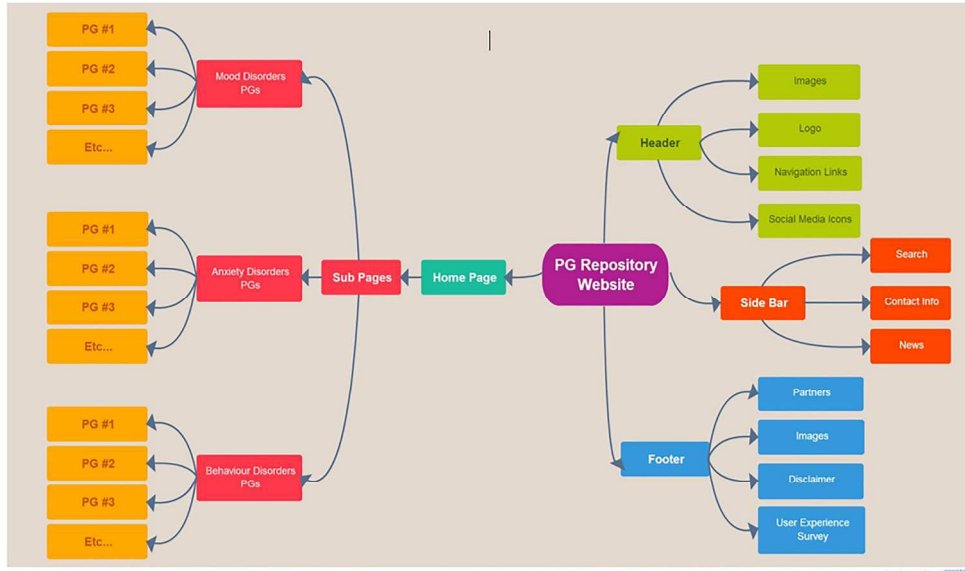 PG #1
PG #2
PG #3
Etc...
Mood Disorders
PGs
PG #1
PG #2
PG #3
Etc...
Anxiety Disorders
PGs
PG #1
PG #2
PG #3
Etc...
Behaviour Disorders
PGs
Sub Pages
Home Page
PG Repository
Website
Header
Images
Logo
Navigation Links
Social Media Icons
Side Bar
Search
Contact Info
News
Footer
Partners
Images
Disclaimer
User Experience
Survey